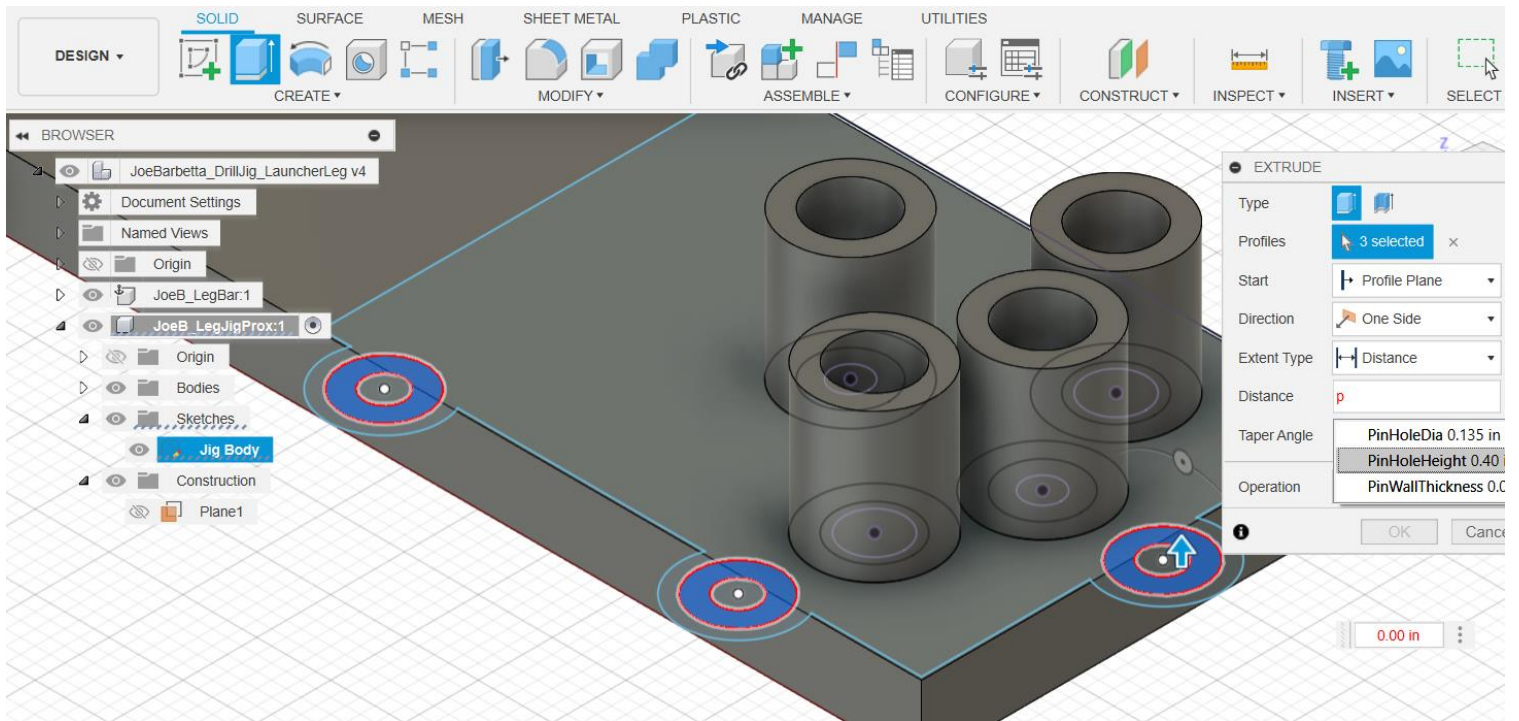 SOLID SURFACE MESH SHEET METAL PLASTIC MANAGE UTILITIES
DESIGN ▾
CREATE ▾ MODIFY ▾ ASSEMBLE ▾ CONFIGURE ▾ CONSTRUCT ▾ INSPECT ▾ INSERT ▾ SELECT
BROWSER
JoeBarbetta_DrillJig_LauncherLeg v4
Document Settings
Named Views
Origin
JoeB_LegBar:1
JoeB_LegJigProx:1
Origin
Bodies
Sketches
Jig Body
Construction
Plane1
Z
EXTRUDE
Type
Profiles 3 selected ×
Start Profile Plane
Direction One Side
Extent Type Distance
Distance p
Taper Angle PinHoleDia 0.135 in
PinHoleHeight 0.40
Operation PinWallThickness 0.0
OK Cance
0.00 in